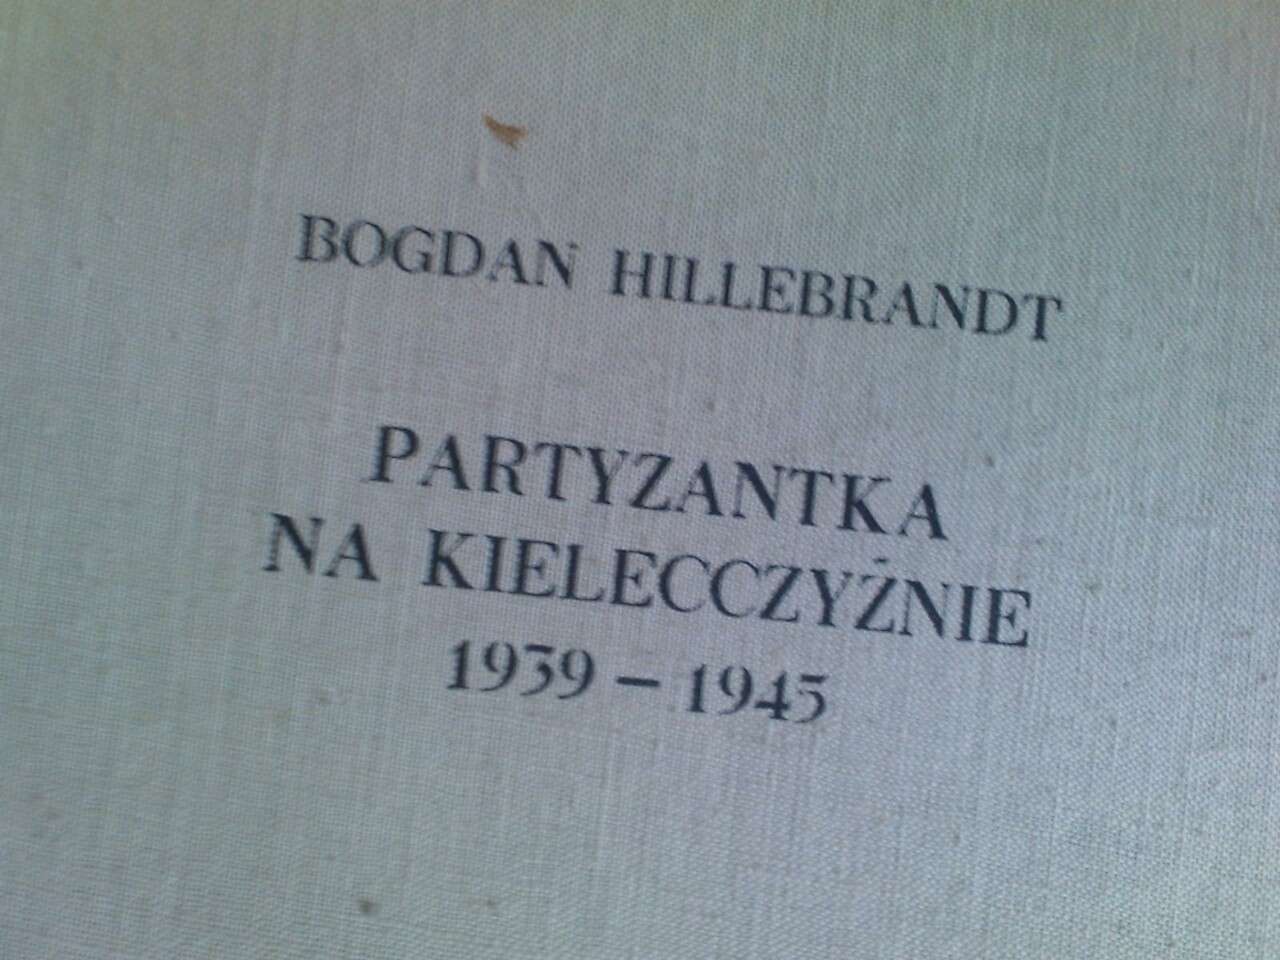 BOGDAN HILLEBRANDT
PARTYZANTKA
NA KIELECCZYŹNIE
1939 – 1945